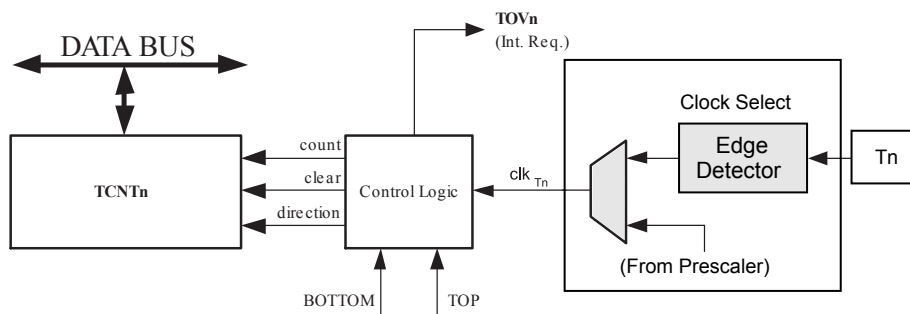 TOVn
(Int. Req.)
DATA BUS
Clock Select
count
TCNTn
clear
Control Logic
direction
clk Tn
Edge
Detector
Tn
(From Prescaler)
BOTTOM
TOP